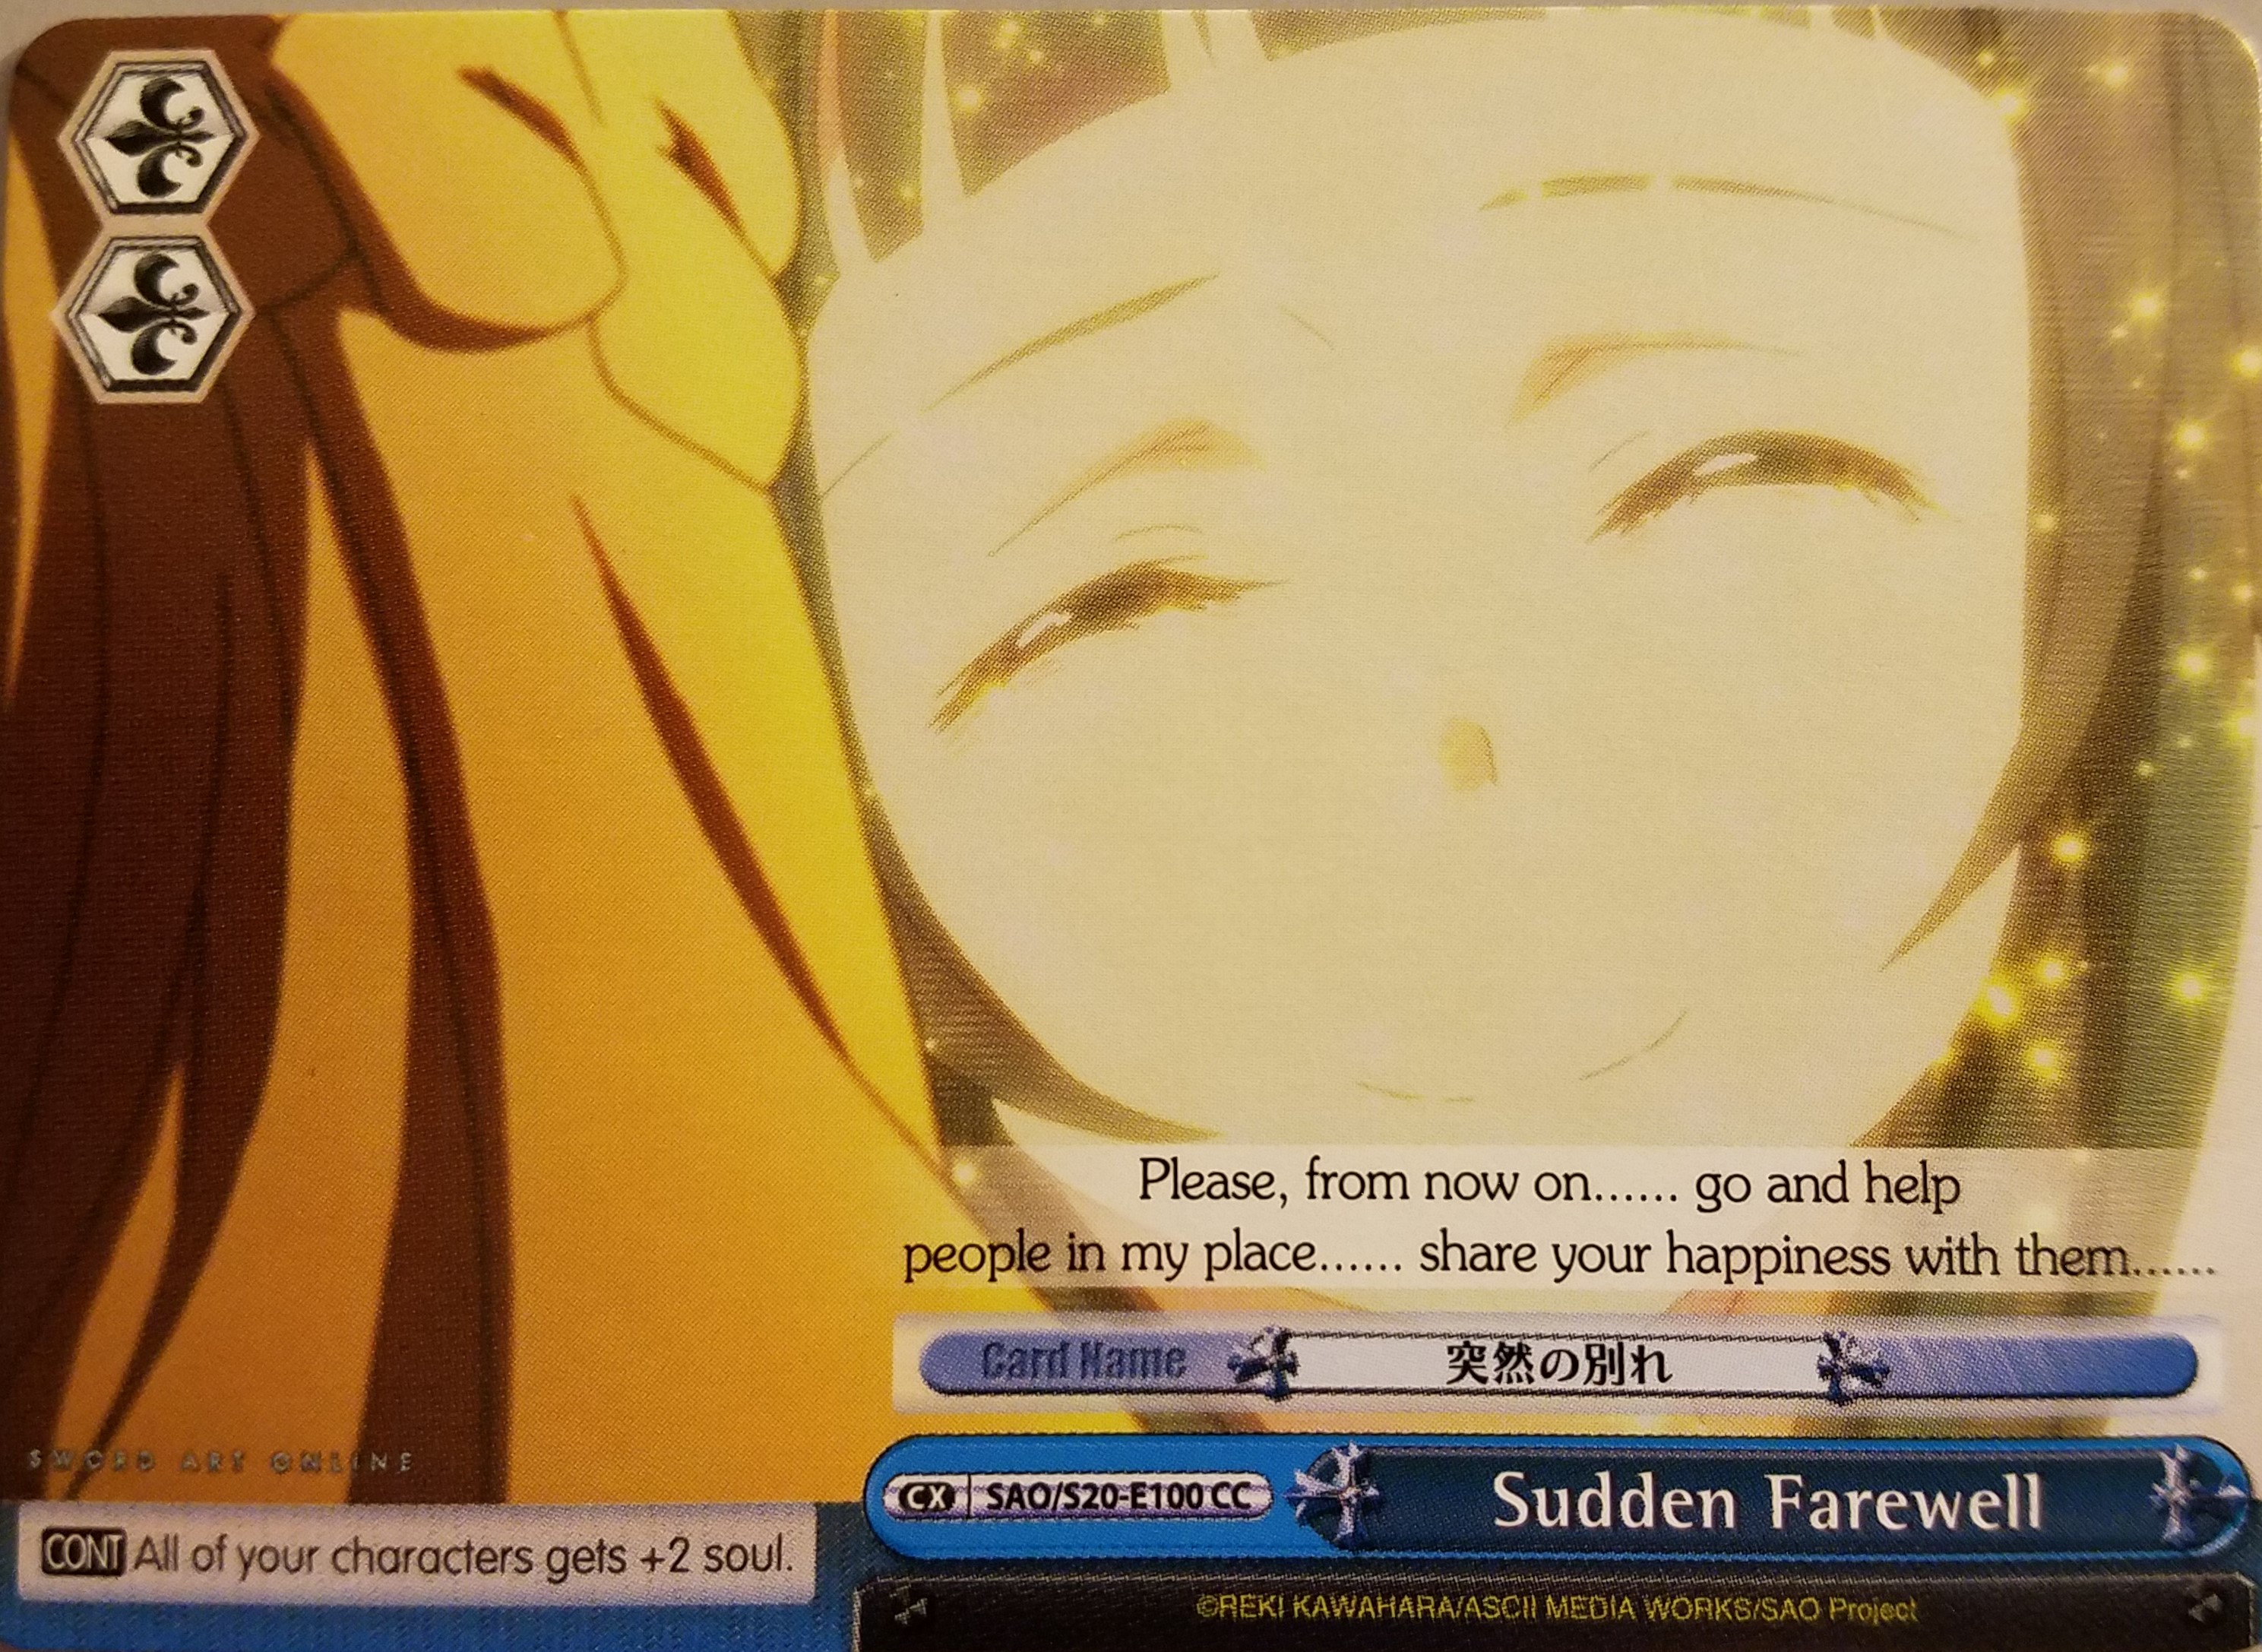 Please, from now on...... go and help
people in my place...... share your happiness with them......
Card Name 突然の別れ
SWORD ART ONLINE
CX SAO/S20-E100 CC Sudden Farewell
CONT All of your characters gets +2 soul.
©REKI KAWAHARA/ASCII MEDIA WORKS/SAO Project